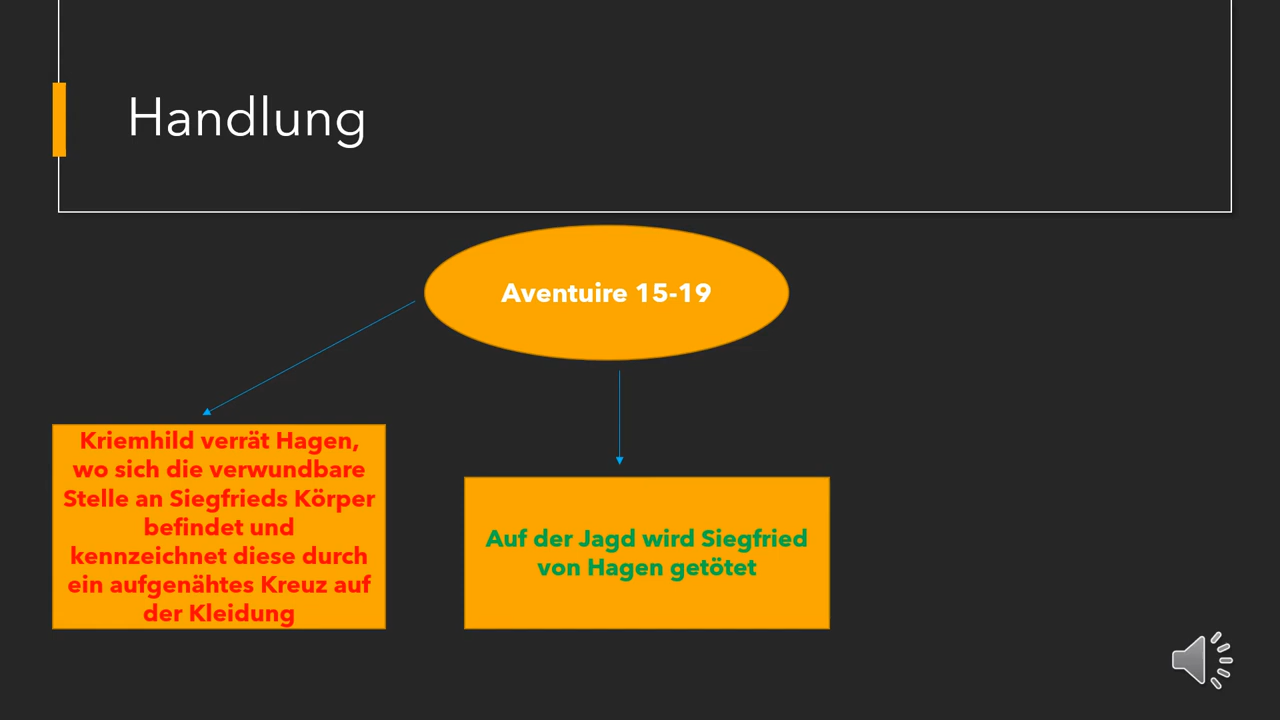 Handlung
Aventuire 15-19
Kriemhild verrät Hagen,
wo sich die verwundbare
Stelle an Siegfrieds Körper
befindet und
kennzeichnet diese durch
ein aufgenähtes Kreuz auf
der Kleidung
Auf der Jagd wird Siegfried
von Hagen getötet